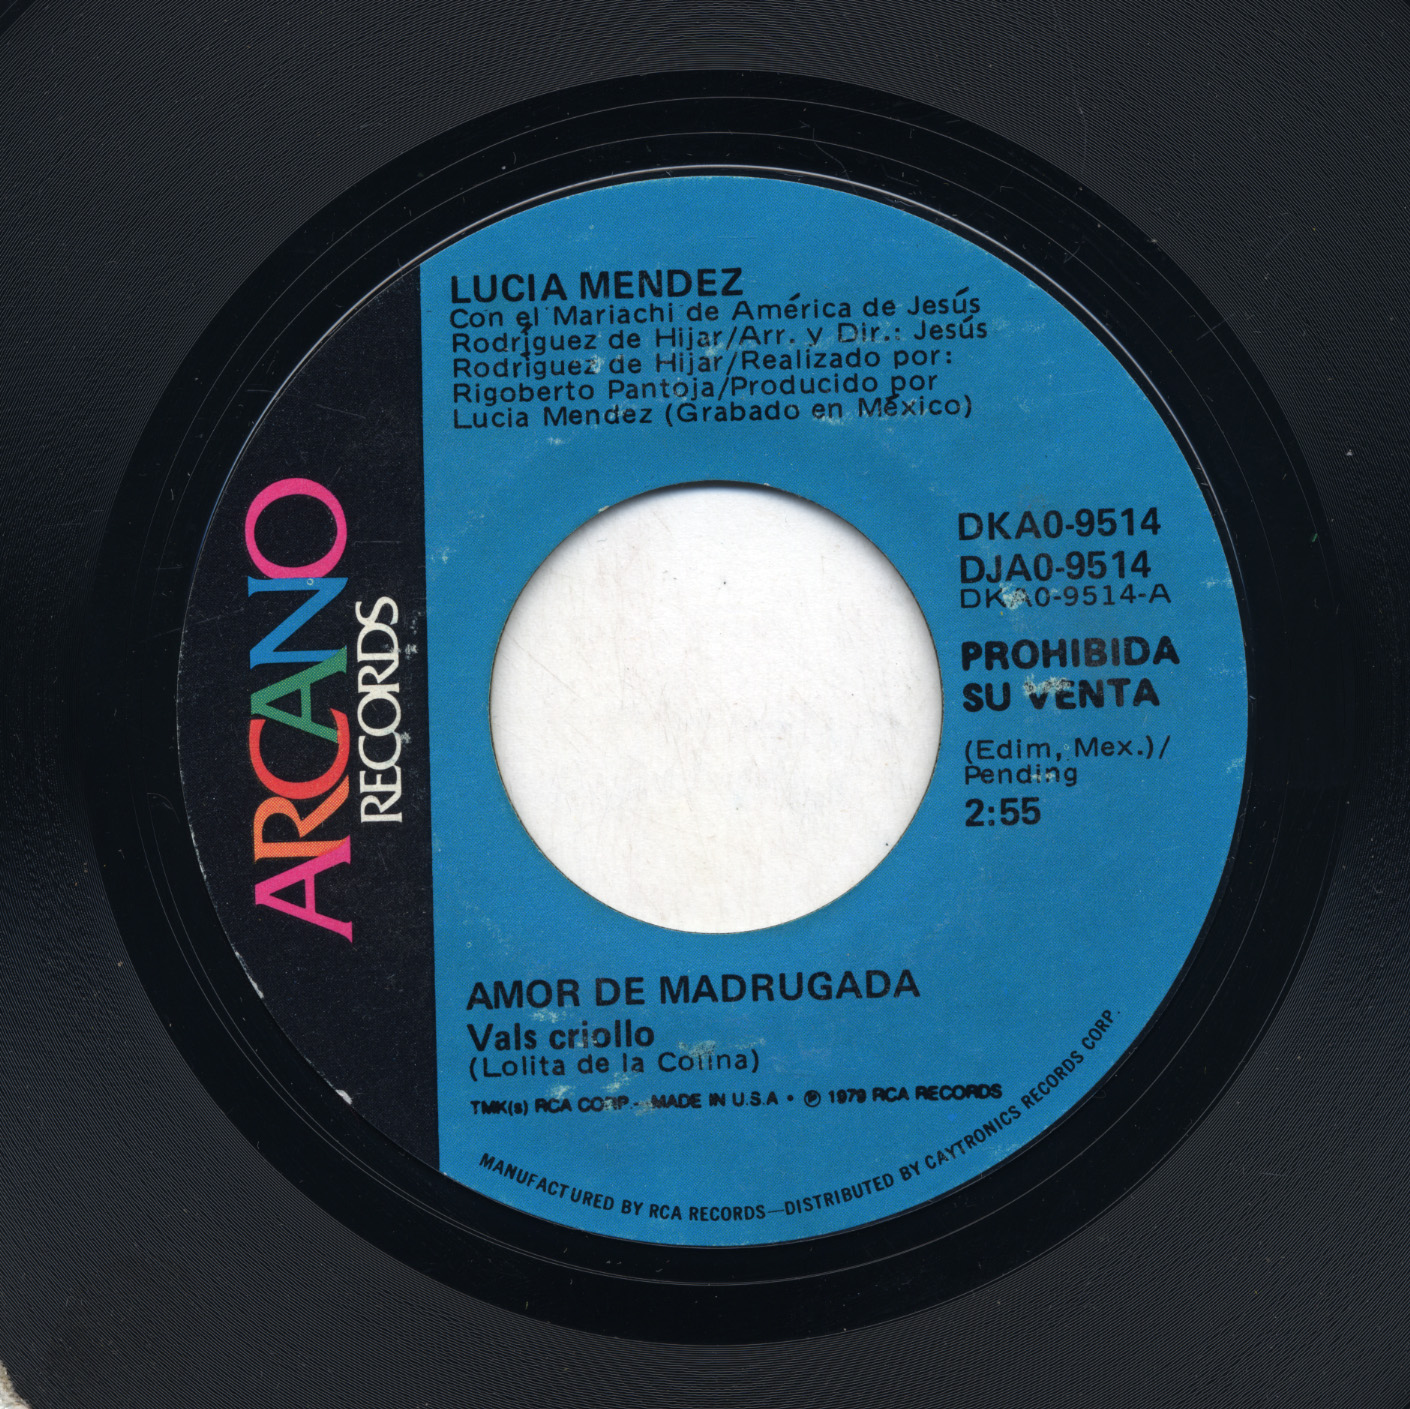 LUCIA MENDEZ
Con el Mariachi de América de Jesús
Rodríguez de Hijar/Arr. y Dir.: Jesús
Rodríguez de Hijar/Realizado por:
Rigoberto Pantoja/Producido por
Lucia Mendez (Grabado en México)
ARCANO
RECORDS
DKA0-9514
DJA0-9514
DKA0-9514-A
PROHIBIDA
SU VENTA
(Edim, Mex.)/
Pending
2:55
AMOR DE MADRUGADA
Vals criollo
(Lolita de la Colina)
TMK(s) RCA CORP. MADE IN U.S.A • ℗ 1979 RCA RECORDS
MANUFACTURED BY RCA RECORDS—DISTRIBUTED BY CAYTRONICS RECORDS CORP.